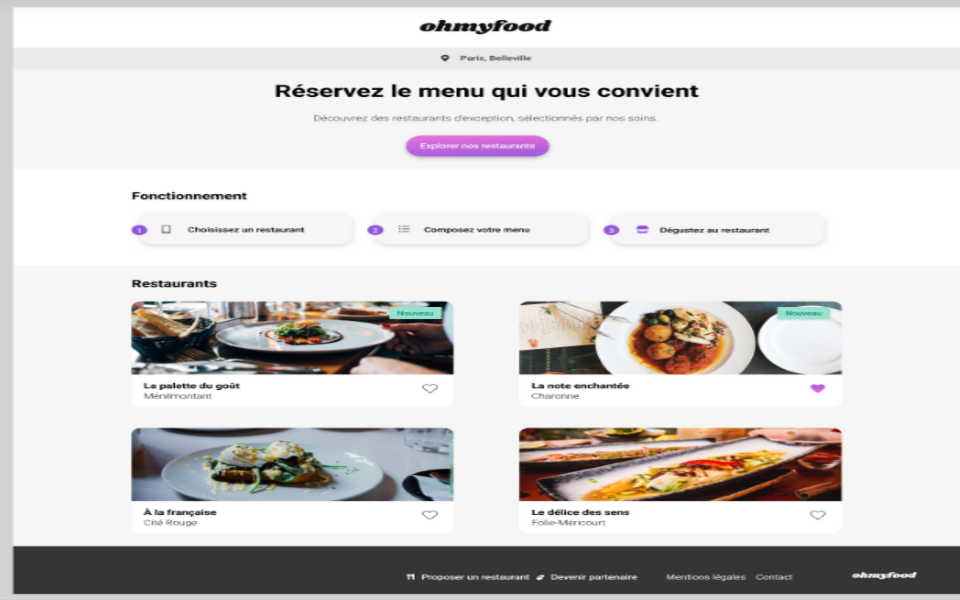 ohmyfood
Paris, Belleville
Réservez le menu qui vous convient
Découvrez des restaurants d'exception, sélectionnés par nos soins.
Explorer nos restaurants
Fonctionnement
1 Choisissez un restaurant
2 Composez votre menu
3 Dégustez au restaurant
Restaurants
Nouveau
La palette du goût
Ménilmontant
Nouveau
La note enchantée
Charonne
À la française
Cité Rouge
Le délice des sens
Folie-Méricourt
Proposer un restaurant Devenir partenaire Mentions légales Contact ohmyfood